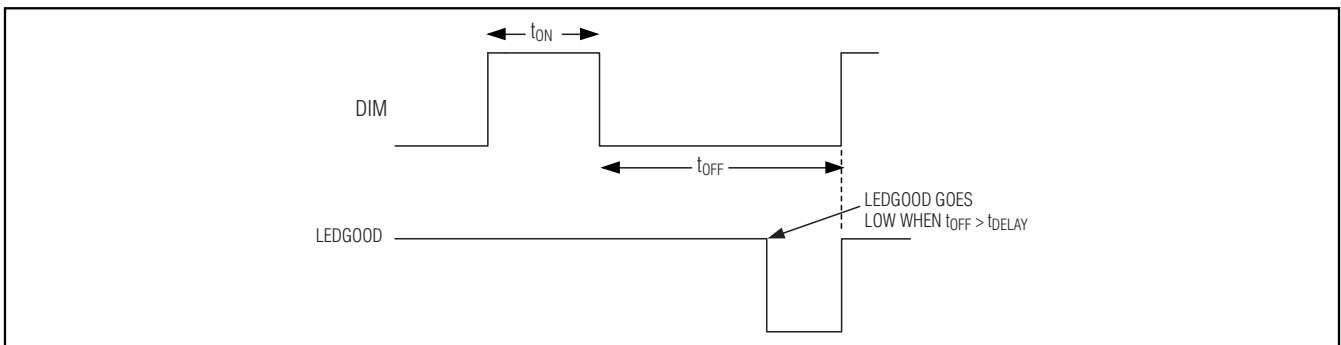 tON
DIM
tOFF
LEDGOOD GOES
LOW WHEN tOFF > tDELAY
LEDGOOD